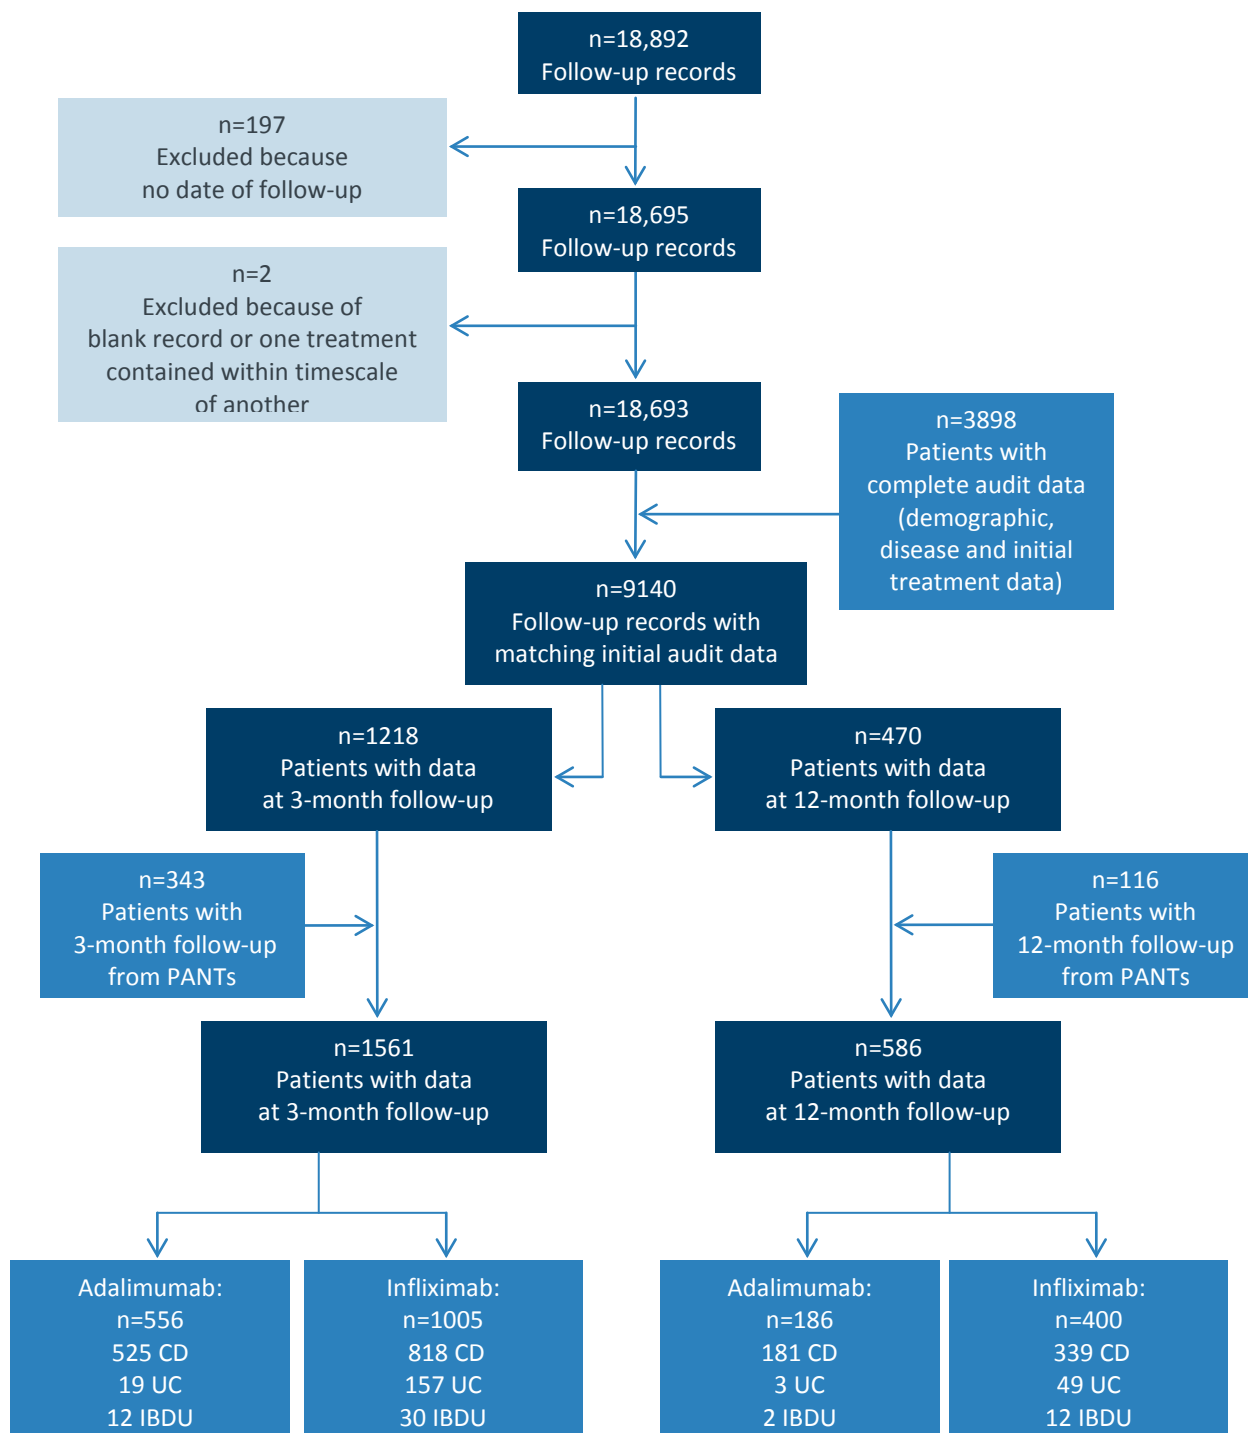 n=18,892
Follow-up records
n=197
Excluded because
no date of follow-up
n=18,695
Follow-up records
n=2
Excluded because of
blank record or one treatment
contained within timescale
of another
n=18,693
Follow-up records
n=3898
Patients with
complete audit data
(demographic,
disease and initial
treatment data)
n=9140
Follow-up records with
matching initial audit data
n=1218
Patients with data
at 3-month follow-up
n=470
Patients with data
at 12-month follow-up
n=343
Patients with
3-month follow-up
from PANTs
n=116
Patients with
12-month follow-up
from PANTs
n=1561
Patients with data
at 3-month follow-up
n=586
Patients with data
at 12-month follow-up
Adalimumab:
n=556
525 CD
19 UC
12 IBDU
Infliximab:
n=1005
818 CD
157 UC
30 IBDU
Adalimumab:
n=186
181 CD
3 UC
2 IBDU
Infliximab:
n=400
339 CD
49 UC
12 IBDU